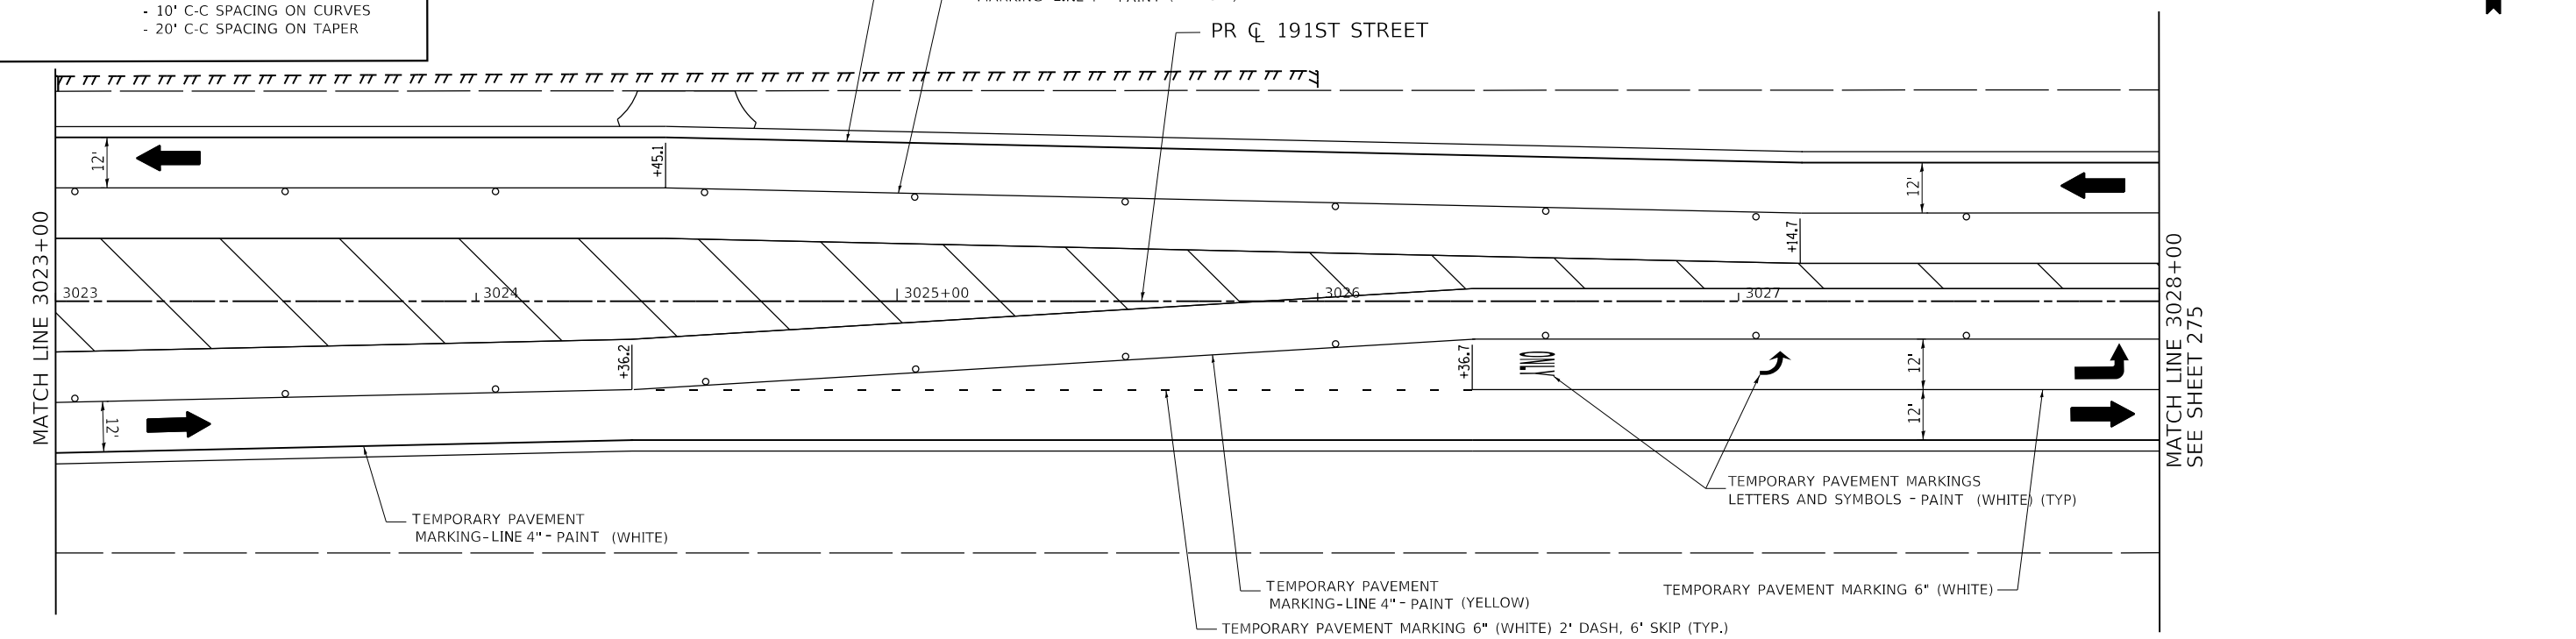 - 10' C-C SPACING ON CURVES
- 20' C-C SPACING ON TAPER
PR ℄ 191ST STREET
12'
+45.1
12'
+14.7
MATCH LINE 3023+00
3023
3024
3025+00
3026
3027
MATCH LINE 3028+00
SEE SHEET 275
+36.2
+36.7
ONLY
12'
12'
12'
TEMPORARY PAVEMENT MARKINGS
LETTERS AND SYMBOLS - PAINT (WHITE) (TYP)
TEMPORARY PAVEMENT
MARKING-LINE 4" - PAINT (WHITE)
TEMPORARY PAVEMENT
MARKING-LINE 4" - PAINT (YELLOW)
TEMPORARY PAVEMENT MARKING 6" (WHITE)
TEMPORARY PAVEMENT MARKING 6" (WHITE) 2' DASH, 6' SKIP (TYP.)